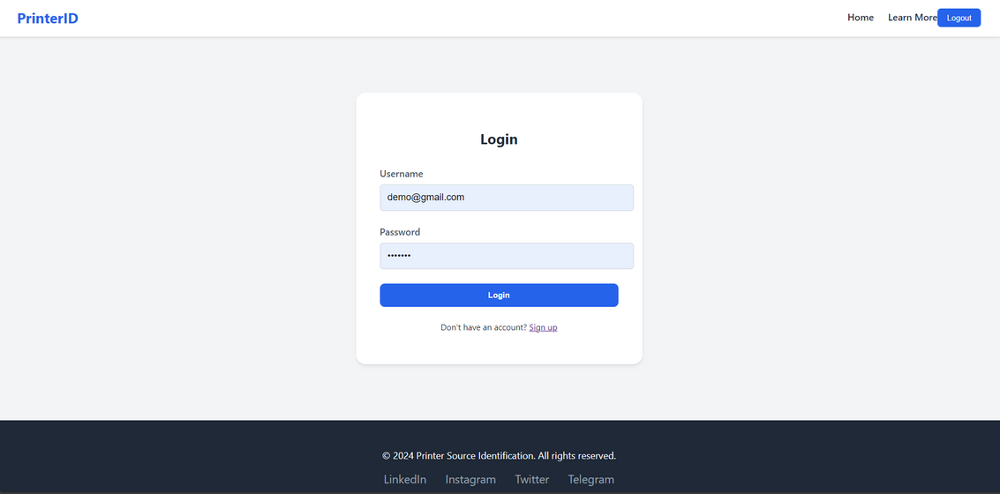 PrinterID
Home Learn More Logout
Login
Username
demo@gmail.com
Password
•••••••
Login
Don't have an account? Sign up
© 2024 Printer Source Identification. All rights reserved.
LinkedIn Instagram Twitter Telegram